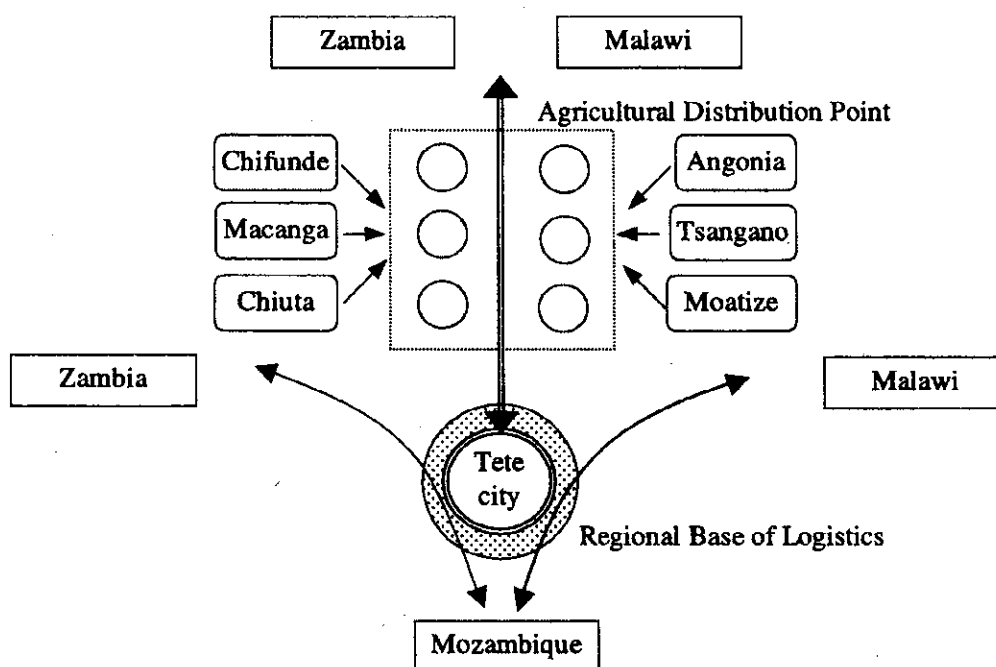 Zambia
Malawi
Agricultural Distribution Point
Chifunde
Angonia
Macanga
Tsangano
Chiuta
Moatize
Zambia
Malawi
Tete
city
Regional Base of Logistics
Mozambique